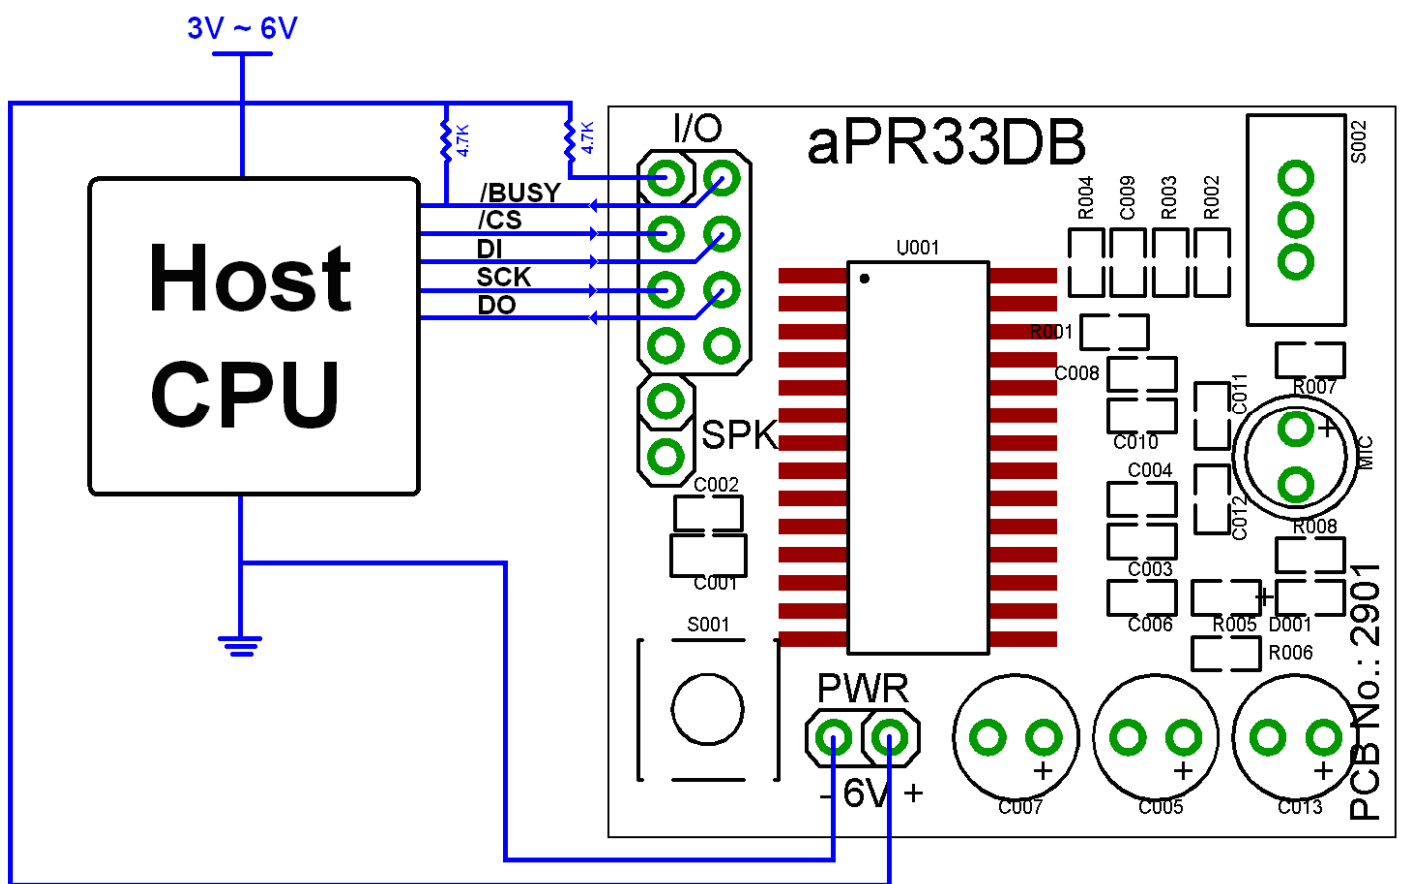 3V ~ 6V
4.7K
4.7K
I/O
aPR33DB
S002
/BUSY
/CS
DI
SCK
DO
Host
CPU
R004
C009
R003
R002
U001
R001
C008
C010
C011
R007
+
MIC
SPK
C002
C001
C004
C012
R008
C003
C006
R005
+
D001
R006
S001
PWR
- 6V +
+
C007
+
C005
+
C013
PCB No.: 2901